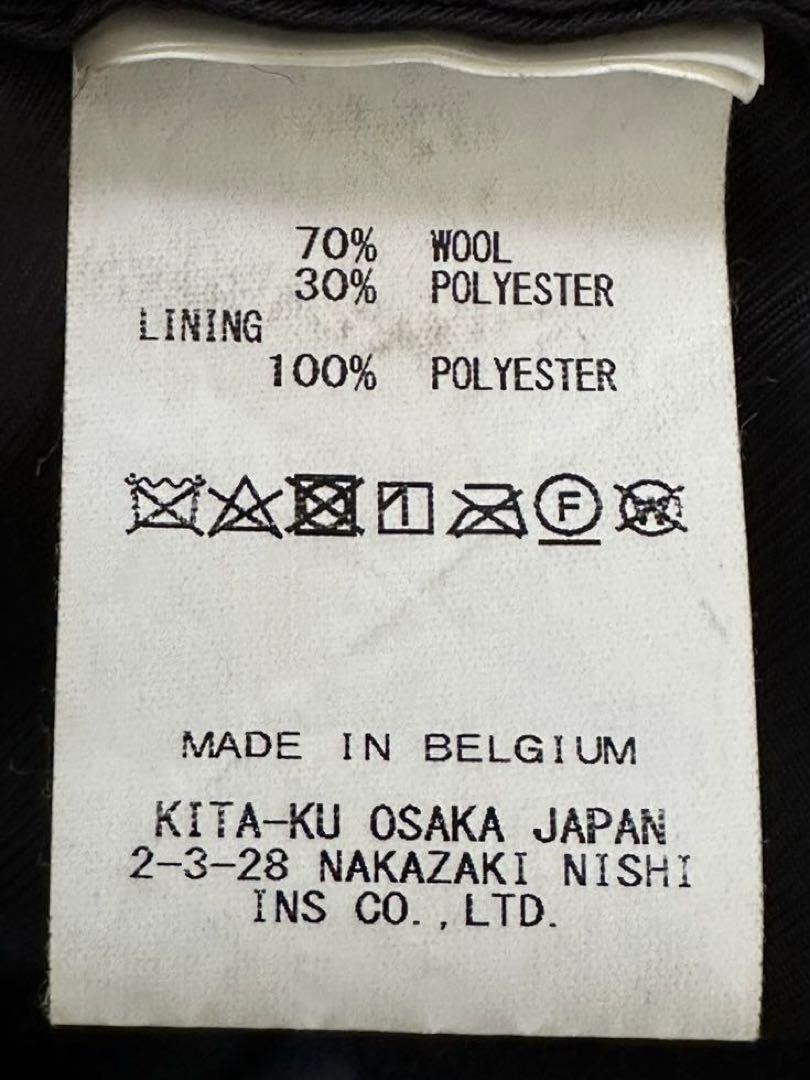 70% WOOL
30% POLYESTER
LINING
100% POLYESTER
F W
MADE IN BELGIUM
KITA-KU OSAKA JAPAN
2-3-28 NAKAZAKI NISHI
INS CO.,LTD.